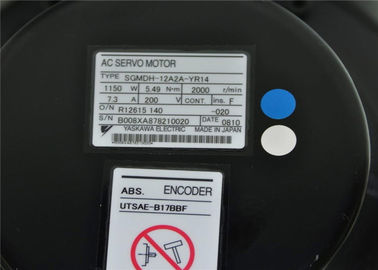 AC SERVO MOTOR
TYPE SGMDH-12A2A-YR14
1150 W 5.49 N·m 2000 r/min
7.3 A 200 V CONT. ins. F
O/N R12615 140 -020
S/N B008XA878210020 DATE 0810
YASKAWA ELECTRIC MADE IN JAPAN
ABS. ENCODER
UTSAE-B17BBF